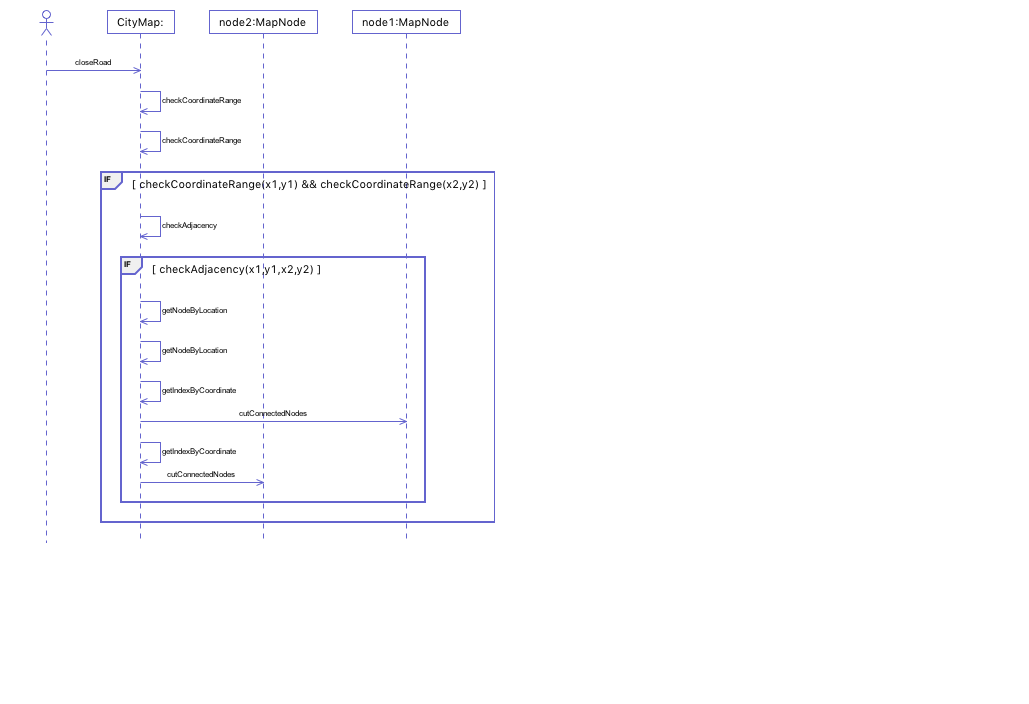 CityMap:
node2:MapNode
node1:MapNode
closeRoad
checkCoordinateRange
checkCoordinateRange
IF
[ checkCoordinateRange(x1,y1) && checkCoordinateRange(x2,y2) ]
checkAdjacency
IF
[ checkAdjacency(x1,y1,x2,y2) ]
getNodeByLocation
getNodeByLocation
getIndexByCoordinate
cutConnectedNodes
getIndexByCoordinate
cutConnectedNodes